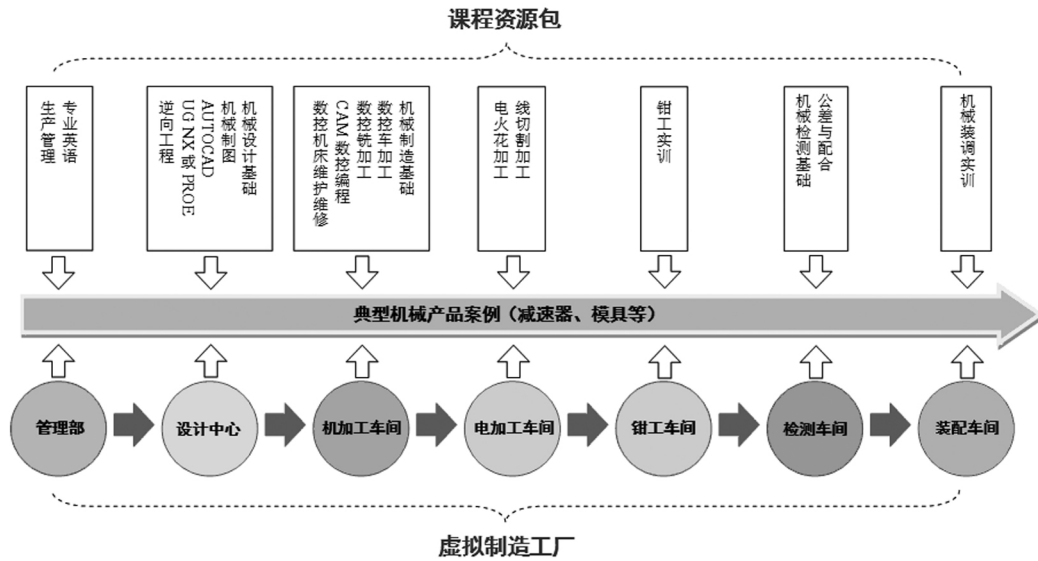 课程资源包
专业英语
生产管理
机械设计基础
机械制图
AUTOCAD
UG NX 或 PROE
逆向工程
机械制造基础
数控车加工
数控铣加工
CAM 数控编程
数控机床维护维修
线切割加工
电火花加工
钳工实训
公差与配合
机械检测基础
机械装调实训
典型机械产品案例（减速器、模具等）
管理部
设计中心
机加工车间
电加工车间
钳工车间
检测车间
装配车间
虚拟制造工厂